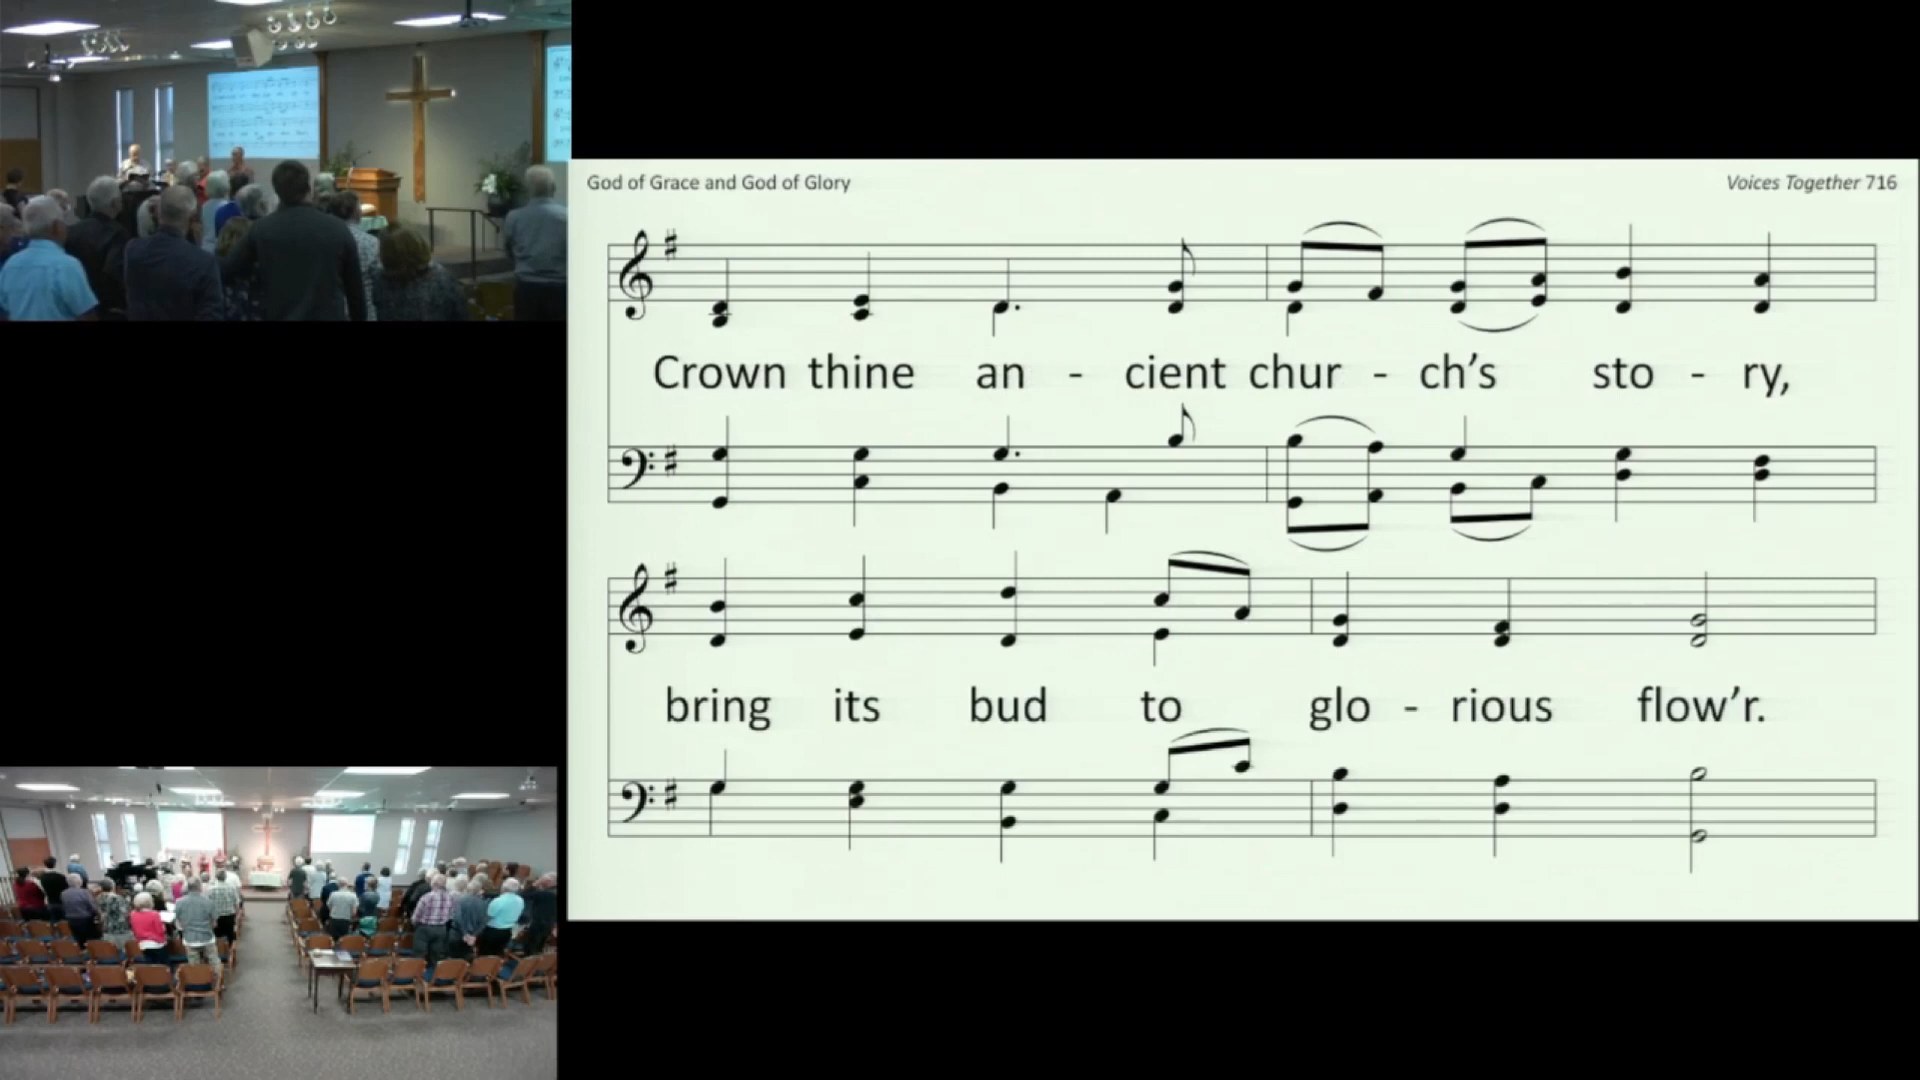 God of Grace and God of Glory
Voices Together 716
Crown thine an - cient chur - ch's sto - ry,
bring its bud to glo - rious flow'r.